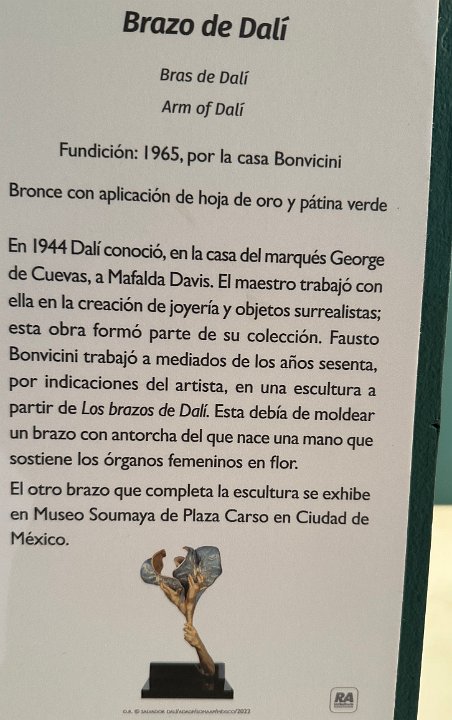 Brazo de Dalí
Bras de Dalí
Arm of Dalí
Fundición: 1965, por la casa Bonvicini
Bronce con aplicación de hoja de oro y pátina verde
En 1944 Dalí conoció, en la casa del marqués George
de Cuevas, a Mafalda Davis. El maestro trabajó con
ella en la creación de joyería y objetos surrealistas;
esta obra formó parte de su colección. Fausto
Bonvicini trabajó a mediados de los años sesenta,
por indicaciones del artista, en una escultura a
partir de Los brazos de Dalí. Esta debía de moldear
un brazo con antorcha del que nace una mano que
sostiene los órganos femeninos en flor.
El otro brazo que completa la escultura se exhibe
en Museo Soumaya de Plaza Carso en Ciudad de
México.
D.R. © SALVADOR
RA